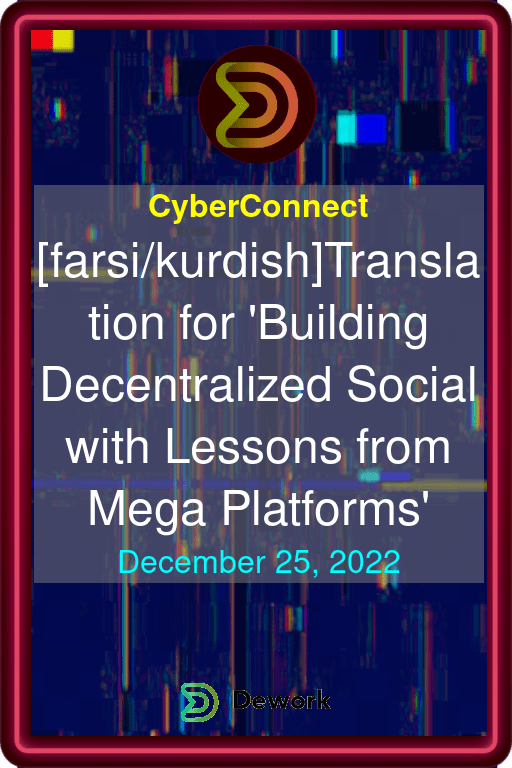 CyberConnect
[farsi/kurdish]Transla
tion for 'Building
Decentralized Social
with Lessons from
Mega Platforms'
December 25, 2022
Dework